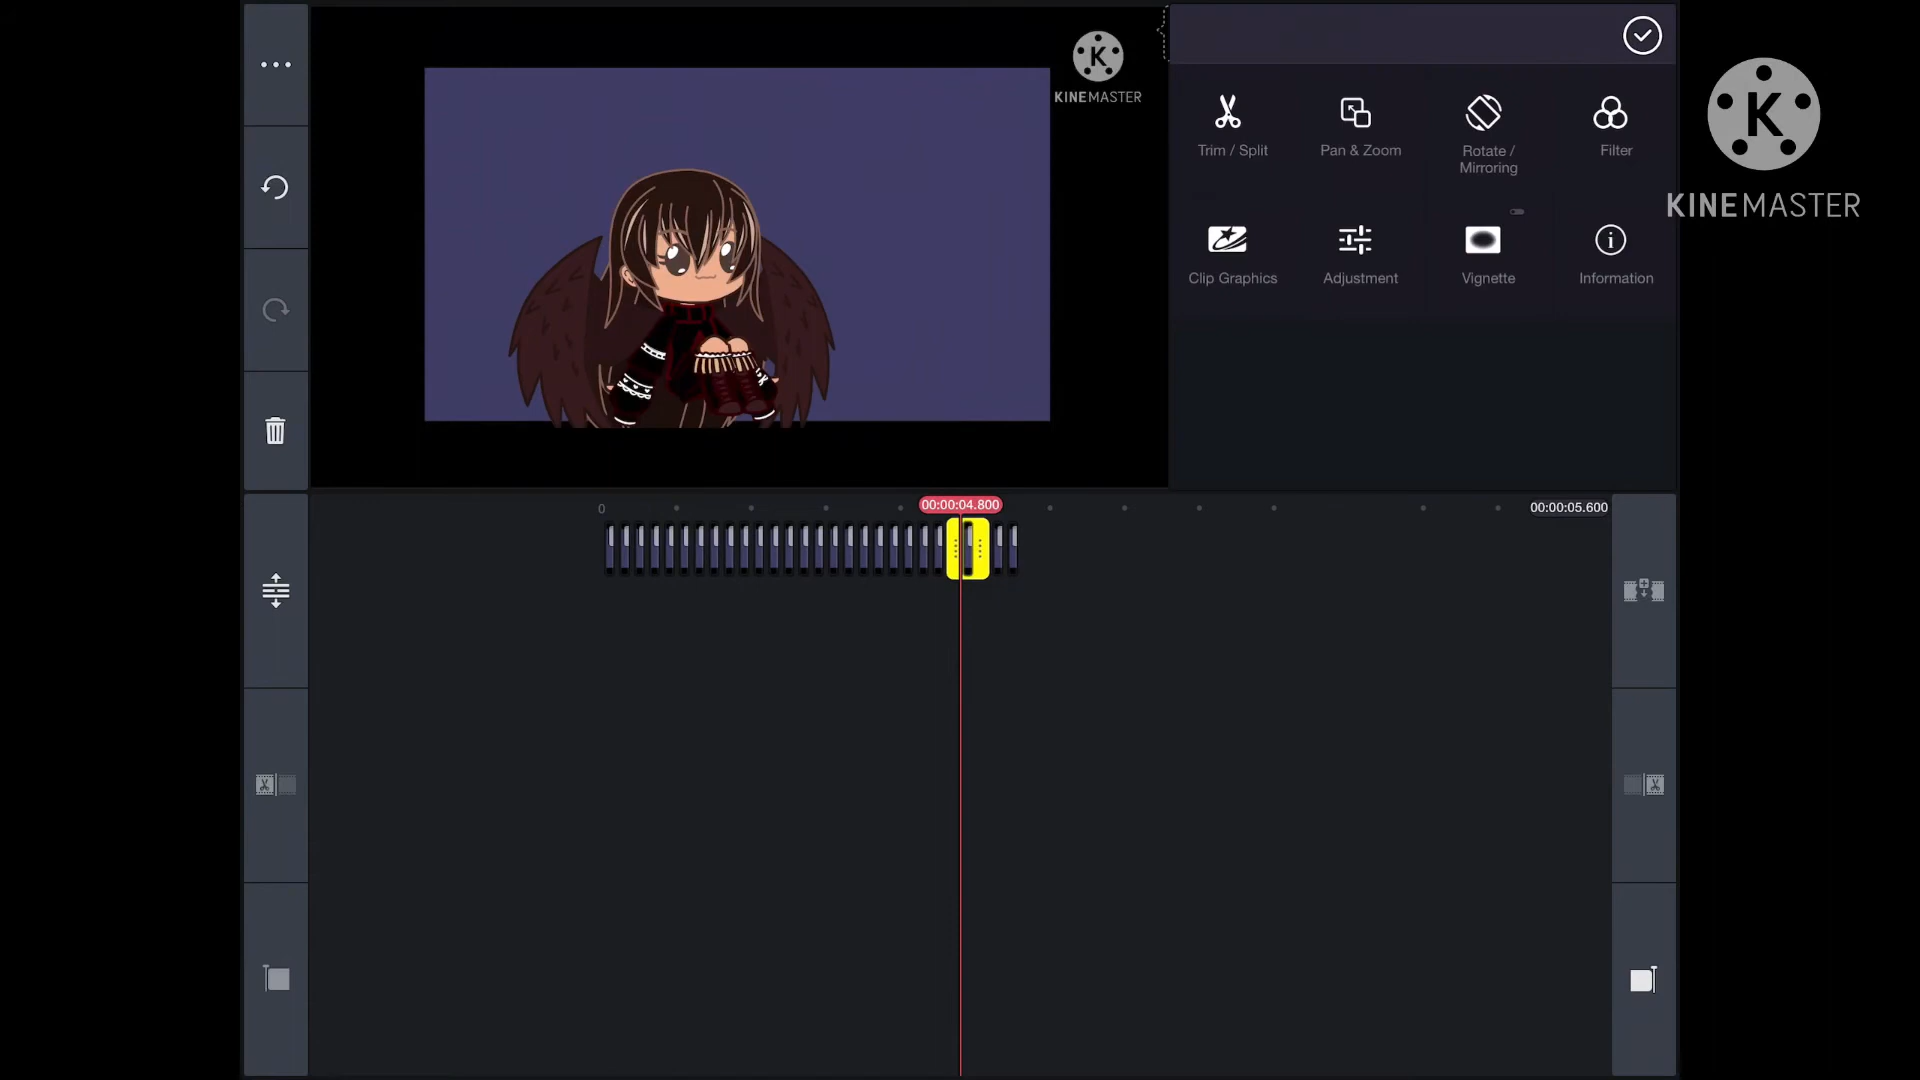 K
KINEMASTER
Trim / Split
Pan & Zoom
Rotate /
Mirroring
Filter
K
KINEMASTER
Clip Graphics
Adjustment
Vignette
Information
0
00:00:04.800
00:00:05.600